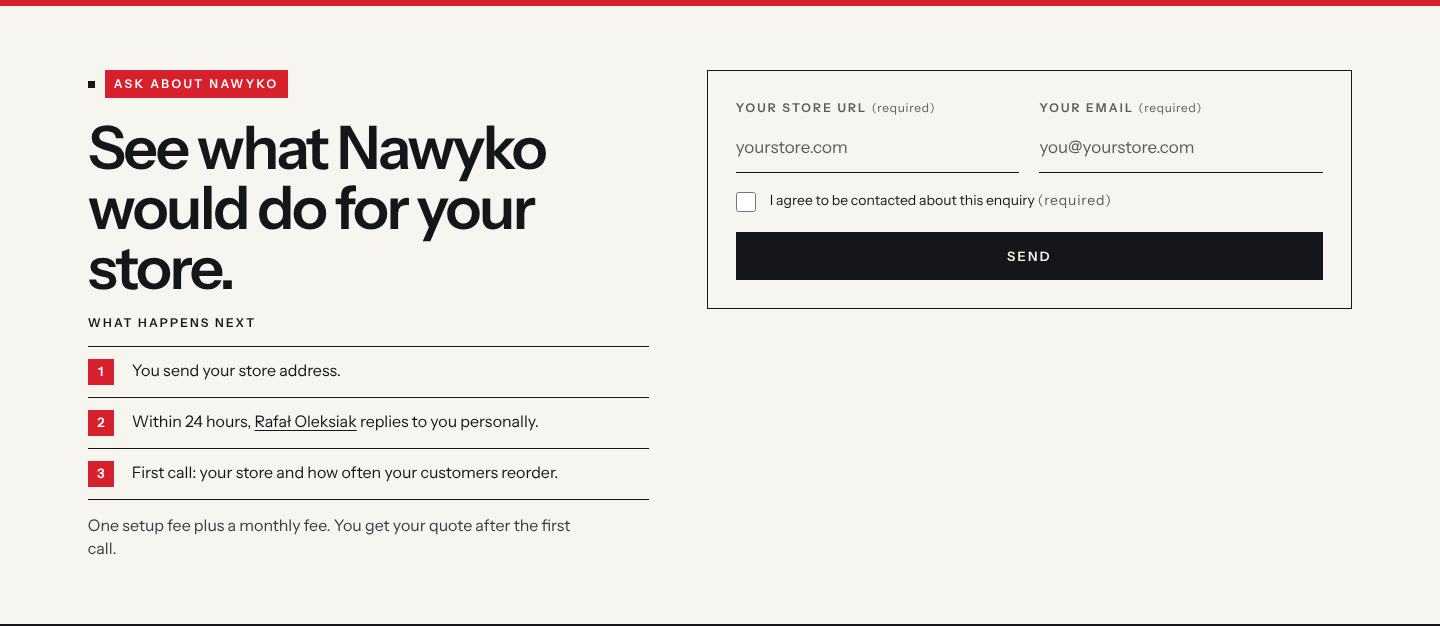 ASK ABOUT NAWYKO
See what Nawyko
would do for your
store.
WHAT HAPPENS NEXT
1 You send your store address.
2 Within 24 hours, Rafał Oleksiak replies to you personally.
3 First call: your store and how often your customers reorder.
One setup fee plus a monthly fee. You get your quote after the first
call.
YOUR STORE URL (required)
yourstore.com
YOUR EMAIL (required)
you@yourstore.com
I agree to be contacted about this enquiry (required)
SEND